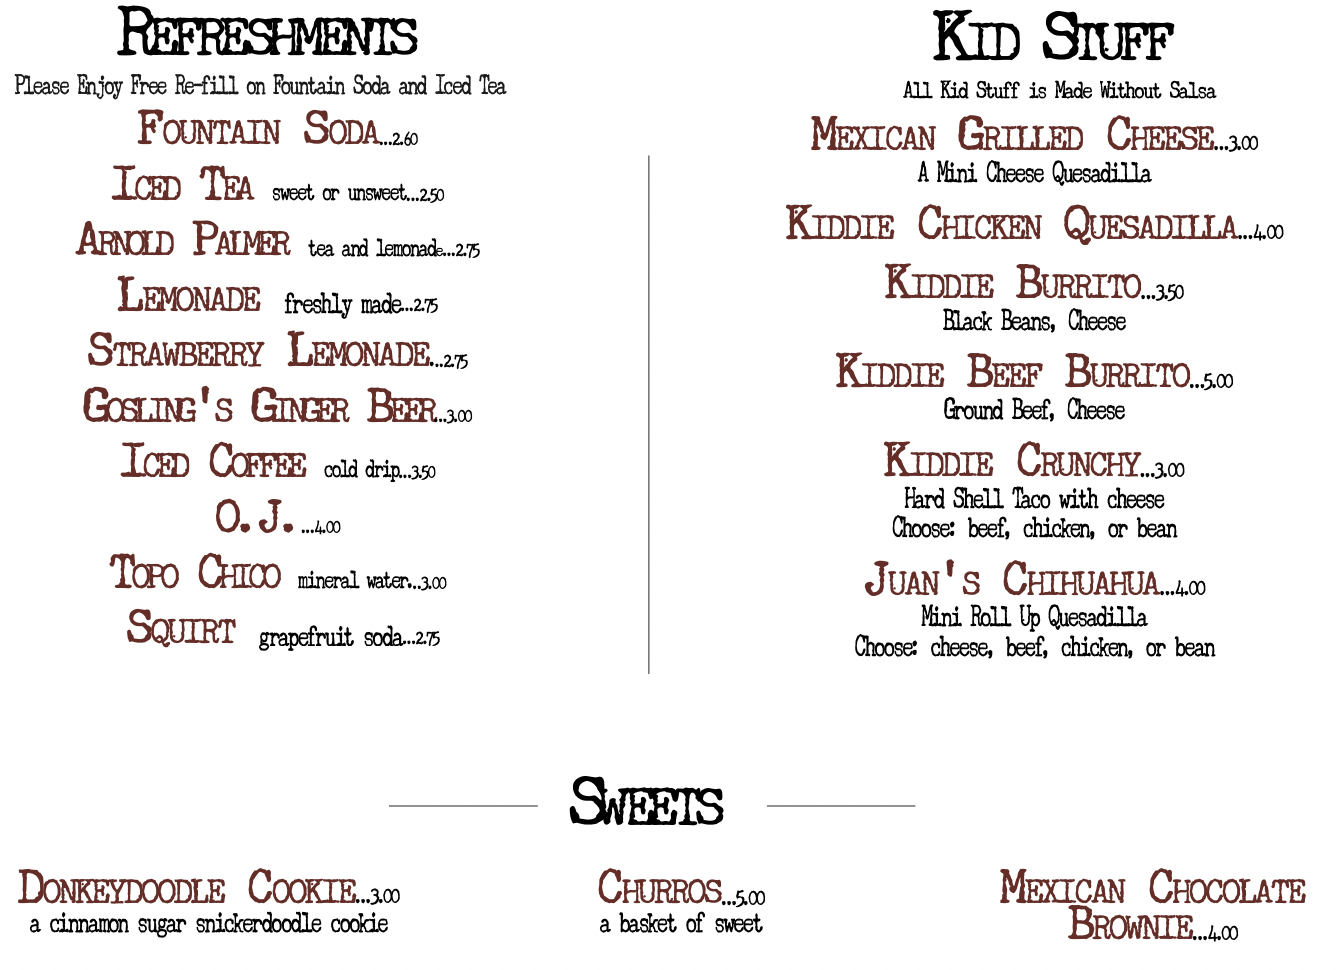 Refreshments
Please Enjoy Free Re-fill on Fountain Soda and Iced Tea
Fountain Soda...2.60
Iced Tea sweet or unsweet...2.50
Arnold Palmer tea and lemonade...2.75
Lemonade freshly made...2.75
Strawberry Lemonade...2.75
Gosling's Ginger Beer...3.00
Iced Coffee cold drip...3.50
O.J. ...4.00
Topo Chico mineral water...3.00
Squirt grapefruit soda...2.75
Kid Stuff
All Kid Stuff is Made Without Salsa
Mexican Grilled Cheese...3.00
A Mini Cheese Quesadilla
Kiddie Chicken Quesadilla...4.00
Kiddie Burrito...3.50
Black Beans, Cheese
Kiddie Beef Burrito...5.00
Ground Beef, Cheese
Kiddie Crunchy...3.00
Hard Shell Taco with cheese
Choose: beef, chicken, or bean
Juan's Chihuahua...4.00
Mini Roll Up Quesadilla
Choose: cheese, beef, chicken, or bean
Sweets
Donkeydoodle Cookie...3.00
a cinnamon sugar snickerdoodle cookie
Churros...5.00
a basket of sweet
Mexican Chocolate
Brownie...4.00